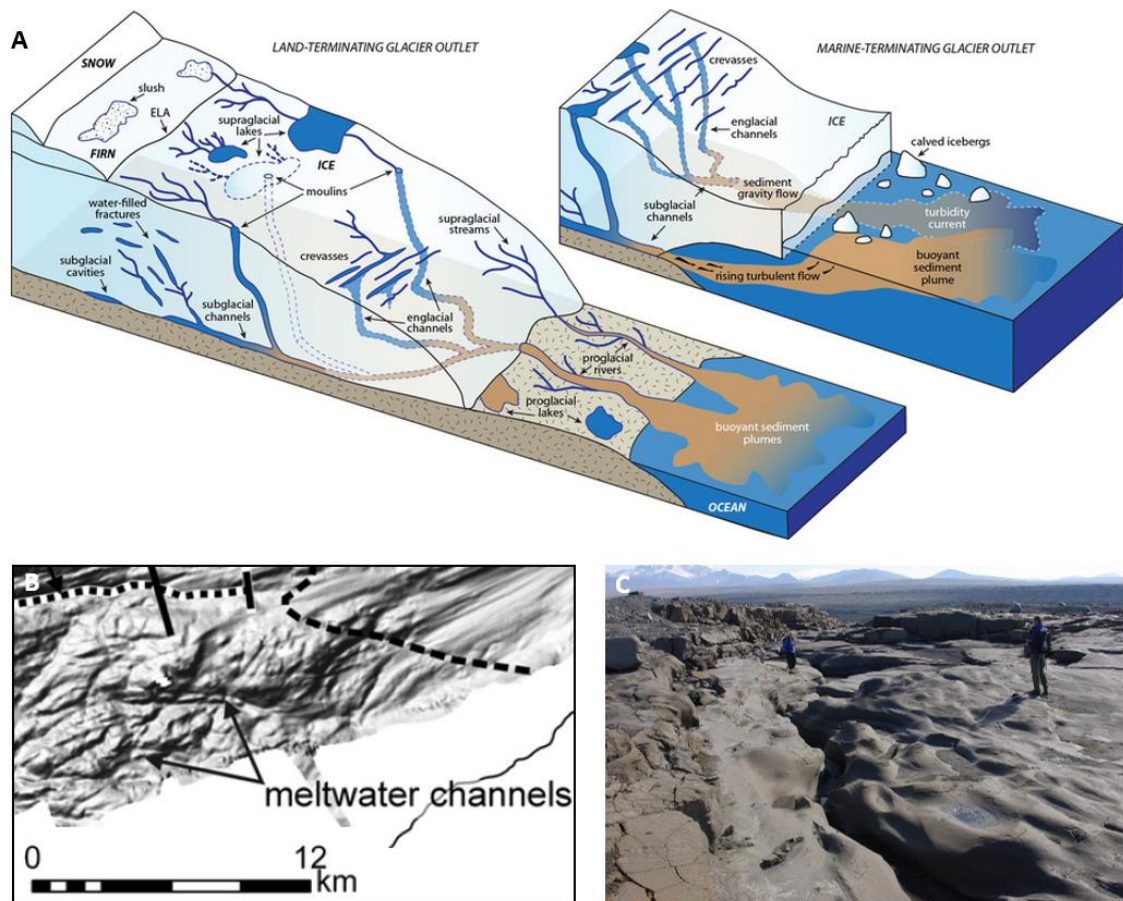 A
LAND-TERMINATING GLACIER OUTLET
SNOW
slush
ELA
FIRN
supraglacial
lakes
ICE
moulins
water-filled
fractures
subglacial
cavities
subglacial
channels
crevasses
englacial
channels
supraglacial
streams
proglacial
rivers
proglacial
lakes
buoyant sediment
plumes
OCEAN
MARINE-TERMINATING GLACIER OUTLET
crevasses
englacial
channels
ICE
calved icebergs
sediment
gravity flow
subglacial
channels
turbidity
current
rising turbulent flow
buoyant
sediment
plume
B
meltwater channels
0
12
km
C